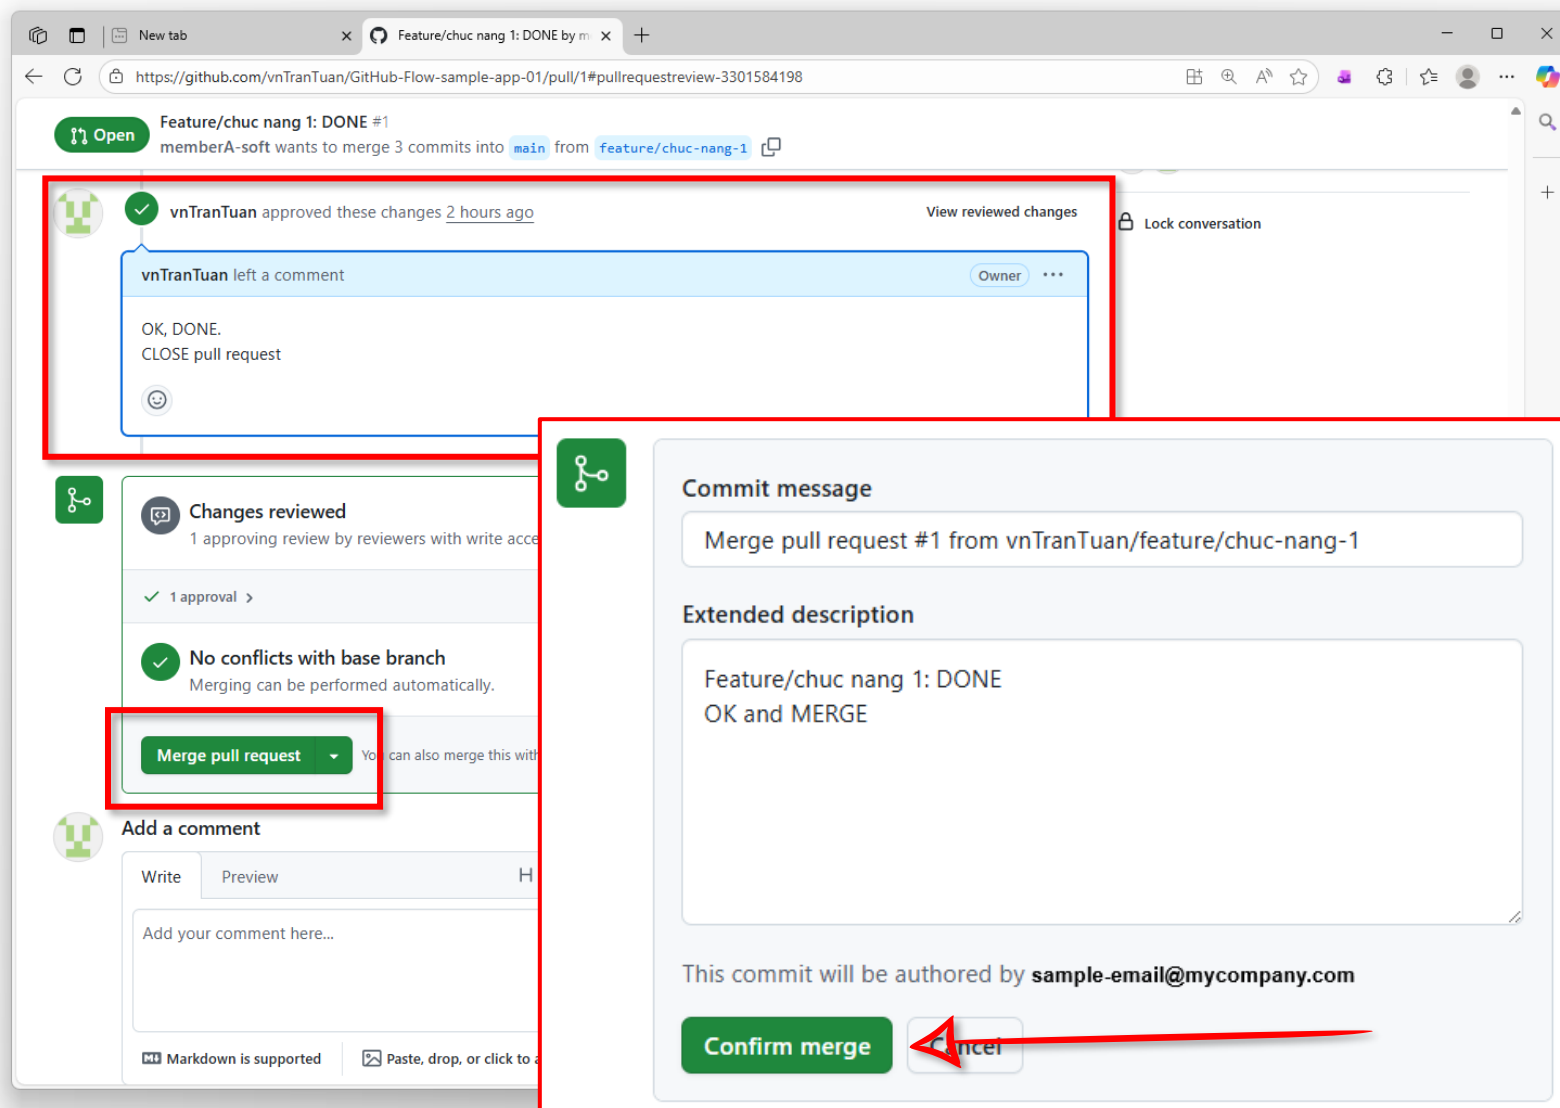 New tab
Feature/chuc nang 1: DONE by m
https://github.com/vnTranTuan/GitHub-Flow-sample-app-01/pull/1#pullrequestreview-3301584198
Open
Feature/chuc nang 1: DONE #1
memberA-soft wants to merge 3 commits into main from feature/chuc-nang-1
vnTranTuan approved these changes 2 hours ago
View reviewed changes
Lock conversation
vnTranTuan left a comment
Owner
OK, DONE.
CLOSE pull request
Changes reviewed
1 approving review by reviewers with write acce
1 approval
No conflicts with base branch
Merging can be performed automatically.
Merge pull request
You can also merge this with
Add a comment
Write
Preview
H
Add your comment here...
Markdown is supported
Paste, drop, or click to a
Commit message
Merge pull request #1 from vnTranTuan/feature/chuc-nang-1
Extended description
Feature/chuc nang 1: DONE
OK and MERGE
This commit will be authored by sample-email@mycompany.com
Confirm merge
Cancel